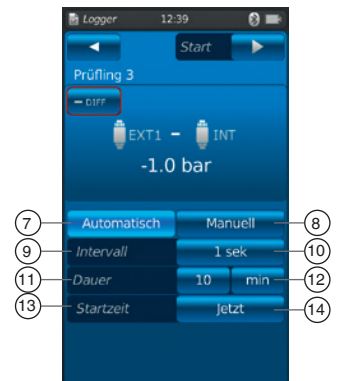 Logger 12:39
Start
Prüfling 3
– DIFF
EXT1 – INT
-1.0 bar
7 Automatisch Manuell 8
9 Intervall 1 sek 10
11 Dauer 10 min 12
13 Startzeit Jetzt 14